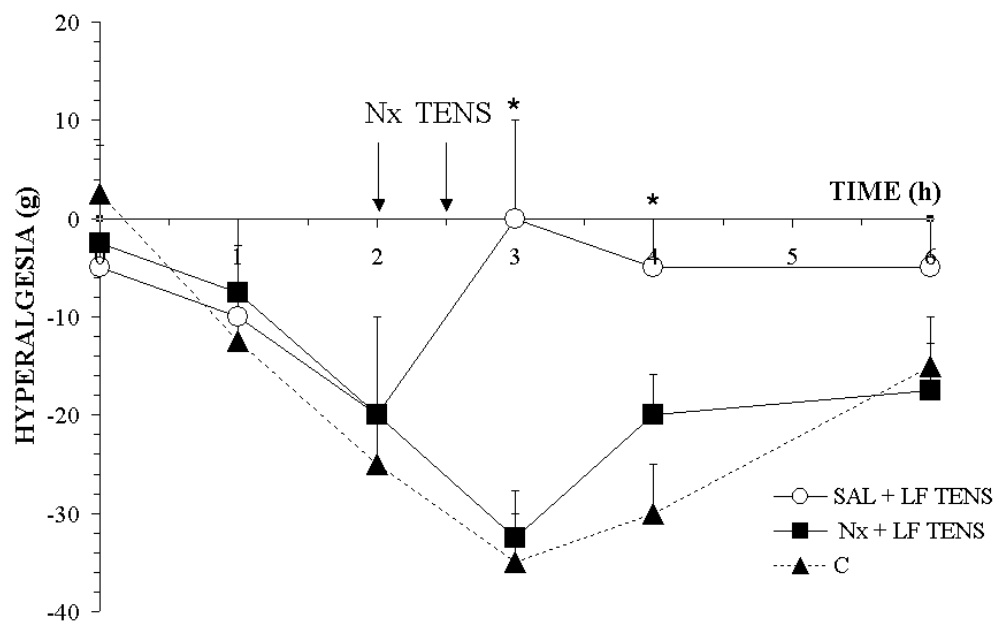 20
10
Nx TENS
*
*
TIME (h)
0
0 1 2 3 4 5 6
HYPERALGESIA (g)
-10
-20
-30
-40
SAL + LF TENS
Nx + LF TENS
C